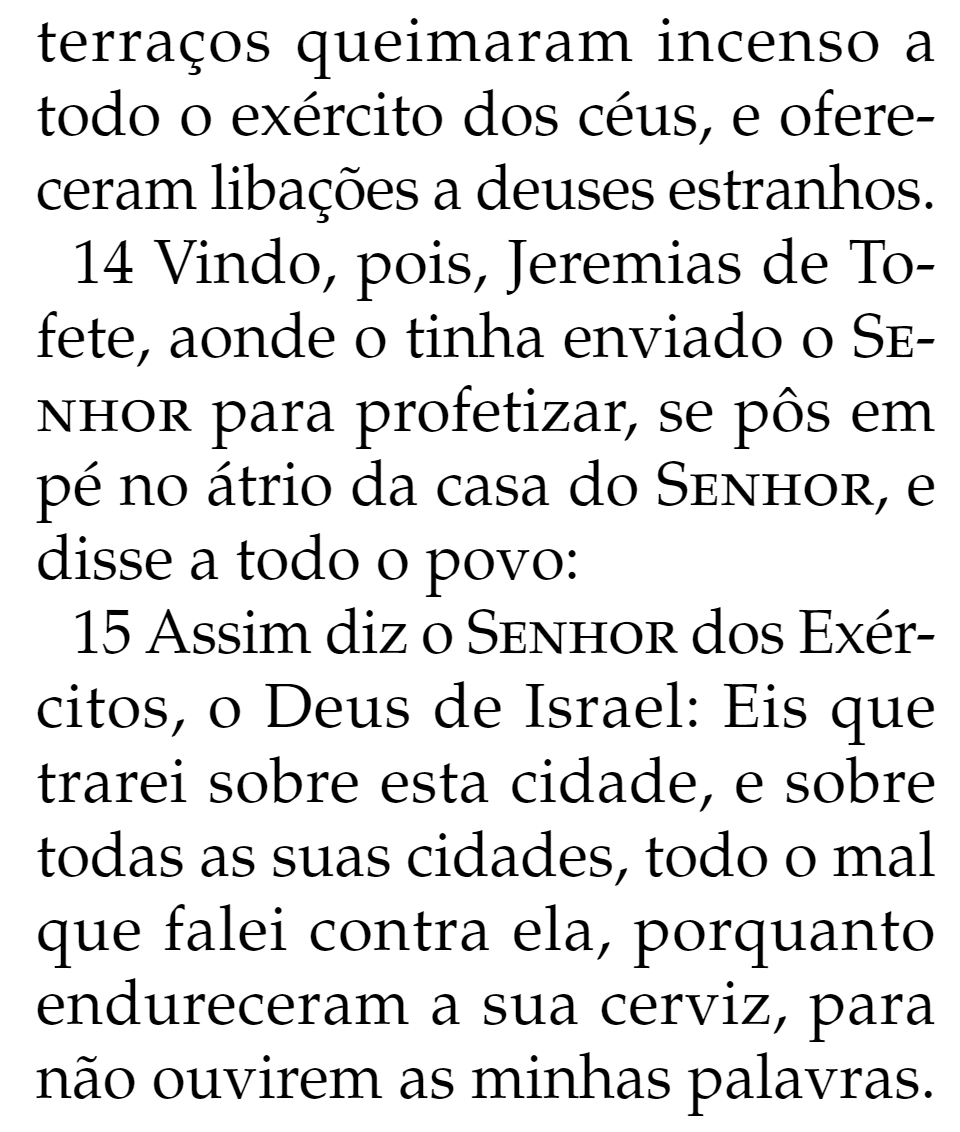 terraços queimaram incenso a
todo o exército dos céus, e ofere-
ceram libações a deuses estranhos.
14 Vindo, pois, Jeremias de To-
fete, aonde o tinha enviado o SE-
NHOR para profetizar, se pôs em
pé no átrio da casa do SENHOR, e
disse a todo o povo:
15 Assim diz o SENHOR dos Exér-
citos, o Deus de Israel: Eis que
trarei sobre esta cidade, e sobre
todas as suas cidades, todo o mal
que falei contra ela, porquanto
endureceram a sua cerviz, para
não ouvirem as minhas palavras.